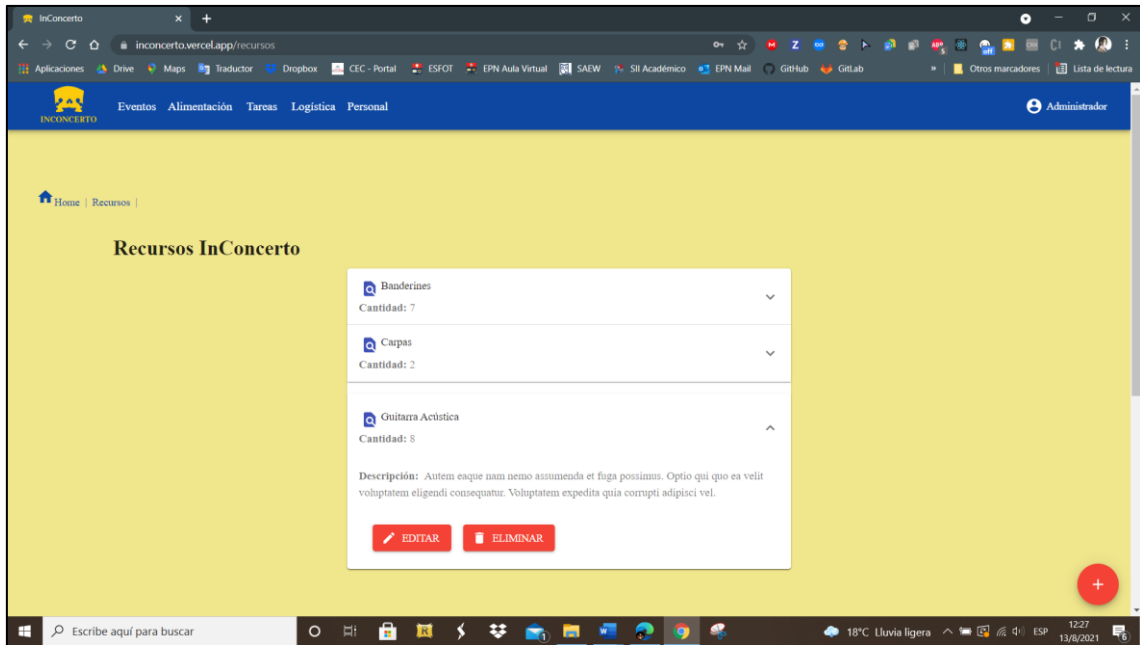 InConcerto
inconcerto.vercel.app/recursos
Aplicaciones Drive Maps Traductor Dropbox CEC - Portal ESFOT EPN Aula Virtual SAEW SII Académico EPN Mail GitHub GitLab » Otros marcadores Lista de lectura
INCONCERTO
Eventos Alimentación Tareas Logística Personal Administrador
Home | Recursos |
Recursos InConcerto
Banderines
Cantidad: 7
Carpas
Cantidad: 2
Guitarra Acústica
Cantidad: 8
Descripción: Autem eaque nam nemo assumenda et fuga possimus. Optio qui quo ea velit
voluptatem eligendi consequatur. Voluptatem expedita quia corrupti adipisci vel.
EDITAR ELIMINAR
+
Escribe aquí para buscar
18°C Lluvia ligera ESP
12:27
13/8/2021